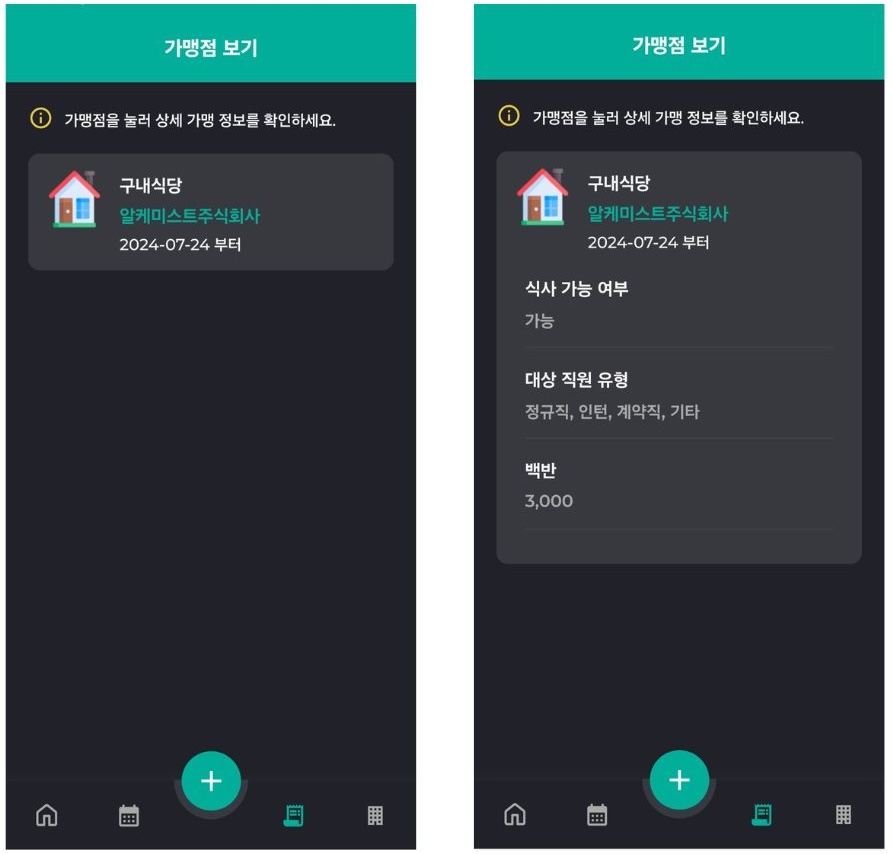 가맹점 보기
가맹점을 눌러 상세 가맹 정보를 확인하세요.
구내식당
알케미스트주식회사
2024-07-24 부터
가맹점 보기
가맹점을 눌러 상세 가맹 정보를 확인하세요.
구내식당
알케미스트주식회사
2024-07-24 부터
식사 가능 여부
가능
대상 직원 유형
정규직, 인턴, 계약직, 기타
백반
3,000